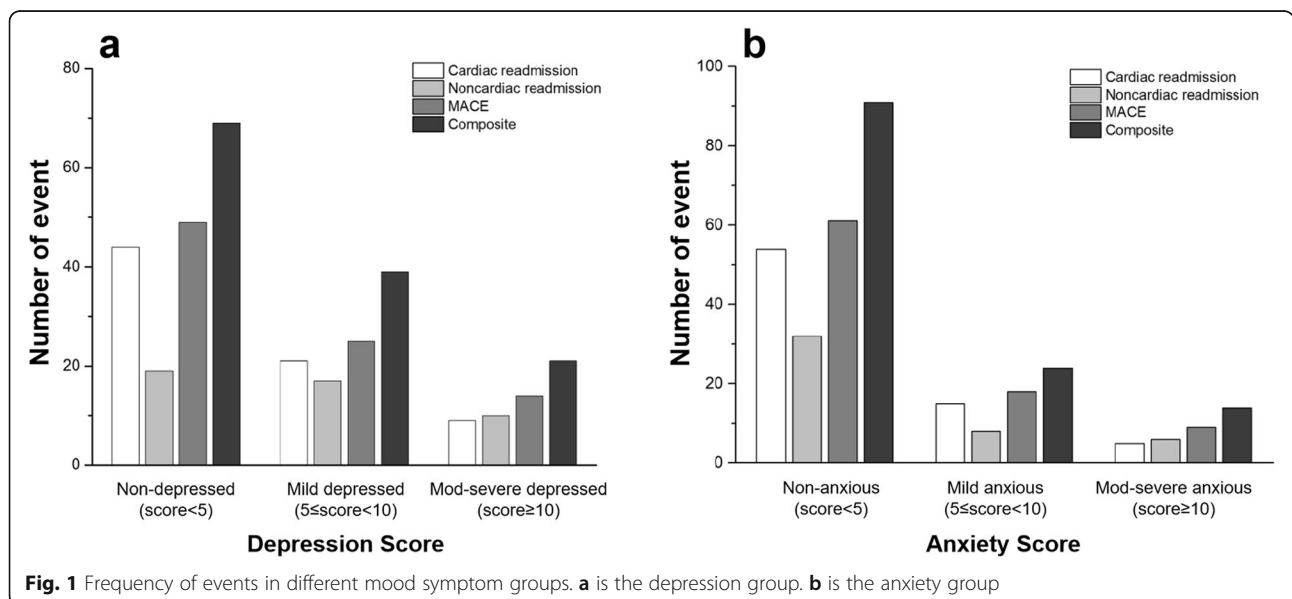 a
80
60
40
20
0
Number of event
Cardiac readmission
Noncardiac readmission
MACE
Composite
Non-depressed
(score<5)
Mild depressed
(5≤score<10)
Mod-severe depressed
(score≥10)
Depression Score
b
100
80
60
40
20
0
Number of event
Cardiac readmission
Noncardiac readmission
MACE
Composite
Non-anxious
(score<5)
Mild anxious
(5≤score<10)
Mod-severe anxious
(score≥10)
Anxiety Score
Fig. 1 Frequency of events in different mood symptom groups. a is the depression group. b is the anxiety group